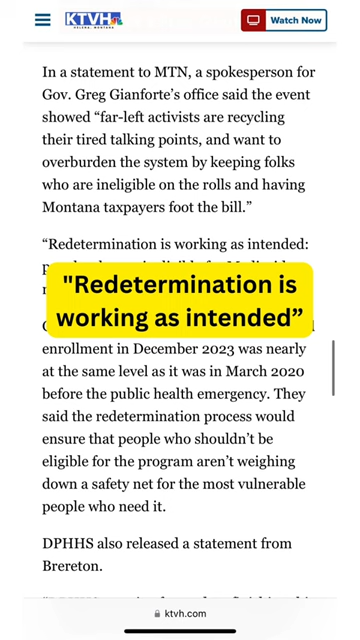 KTVH
HELENA, MONTANA
Watch Now
In a statement to MTN, a spokesperson for
Gov. Greg Gianforte’s office said the event
showed “far-left activists are recycling
their tired talking points, and want to
overburden the system by keeping folks
who are ineligible on the rolls and having
Montana taxpayers foot the bill.”
“Redetermination is working as intended:
"Redetermination is
working as intended”
enrollment in December 2023 was nearly
at the same level as it was in March 2020
before the public health emergency. They
said the redetermination process would
ensure that people who shouldn’t be
eligible for the program aren’t weighing
down a safety net for the most vulnerable
people who need it.
DPHHS also released a statement from
Brereton.
ktvh.com